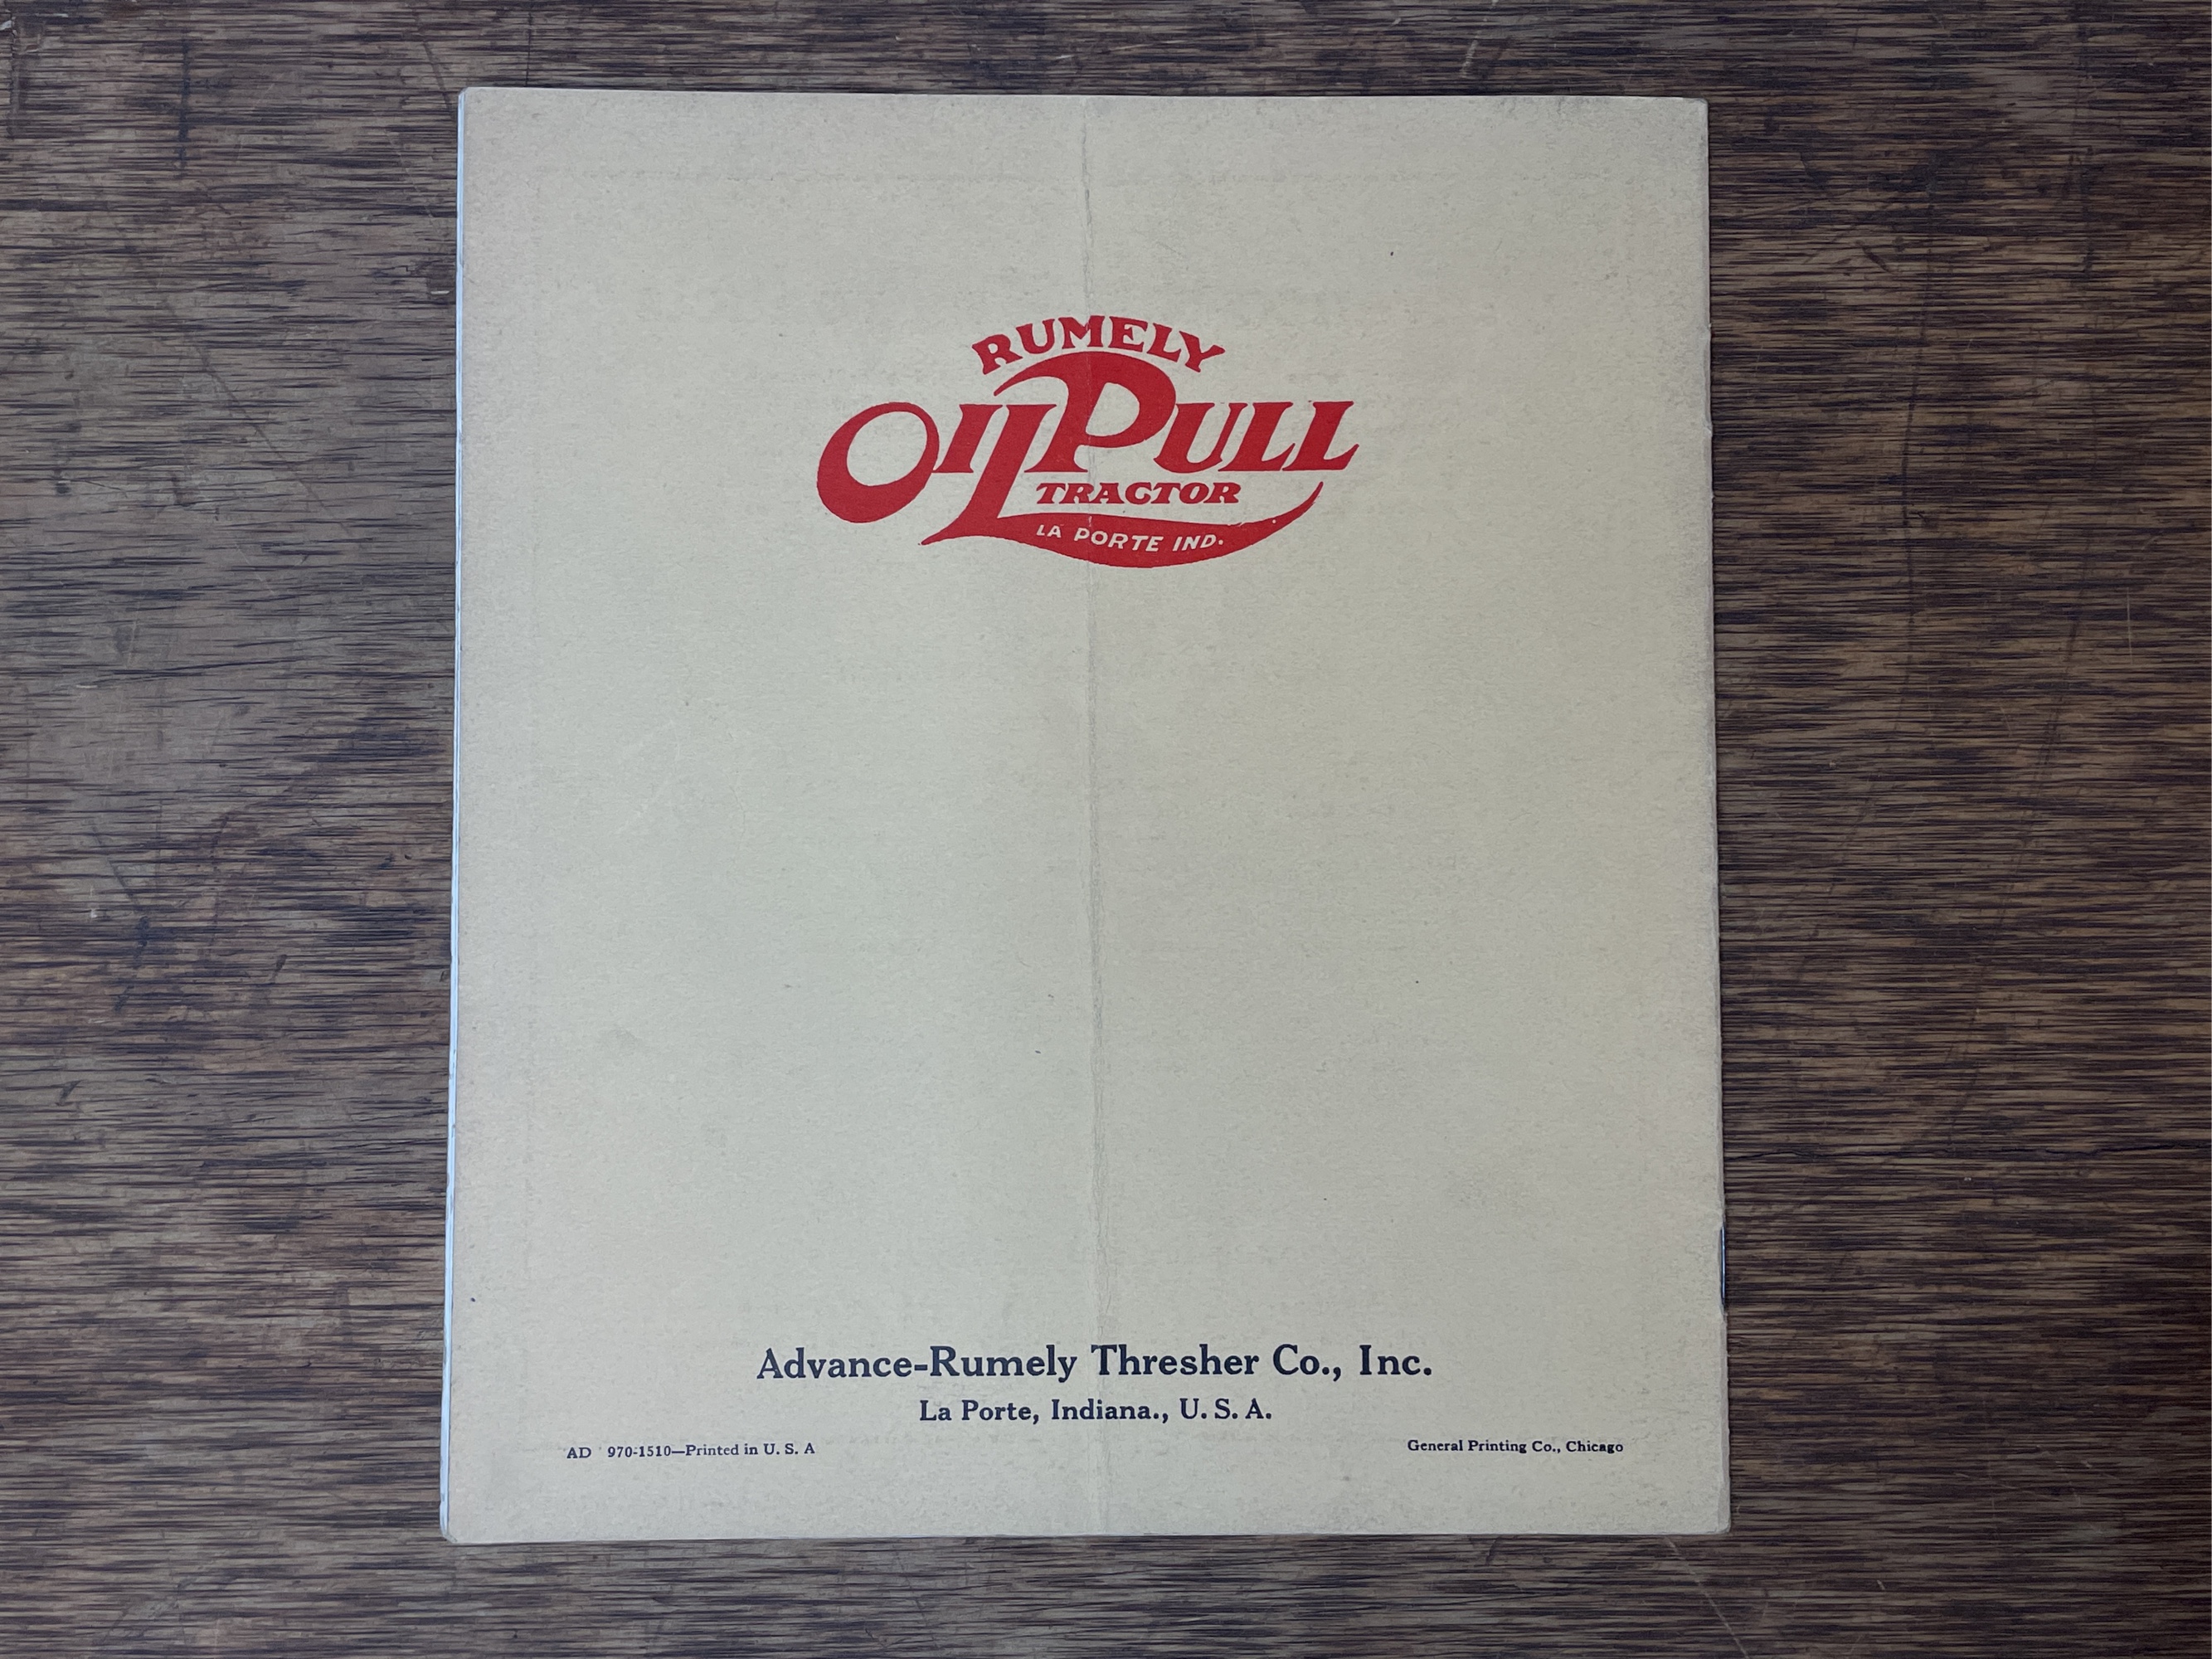 RUMELY
OILPULL
TRACTOR
LA PORTE IND.
Advance-Rumely Thresher Co., Inc.
La Porte, Indiana., U. S. A.
AD 970-1510—Printed in U. S. A
General Printing Co., Chicago